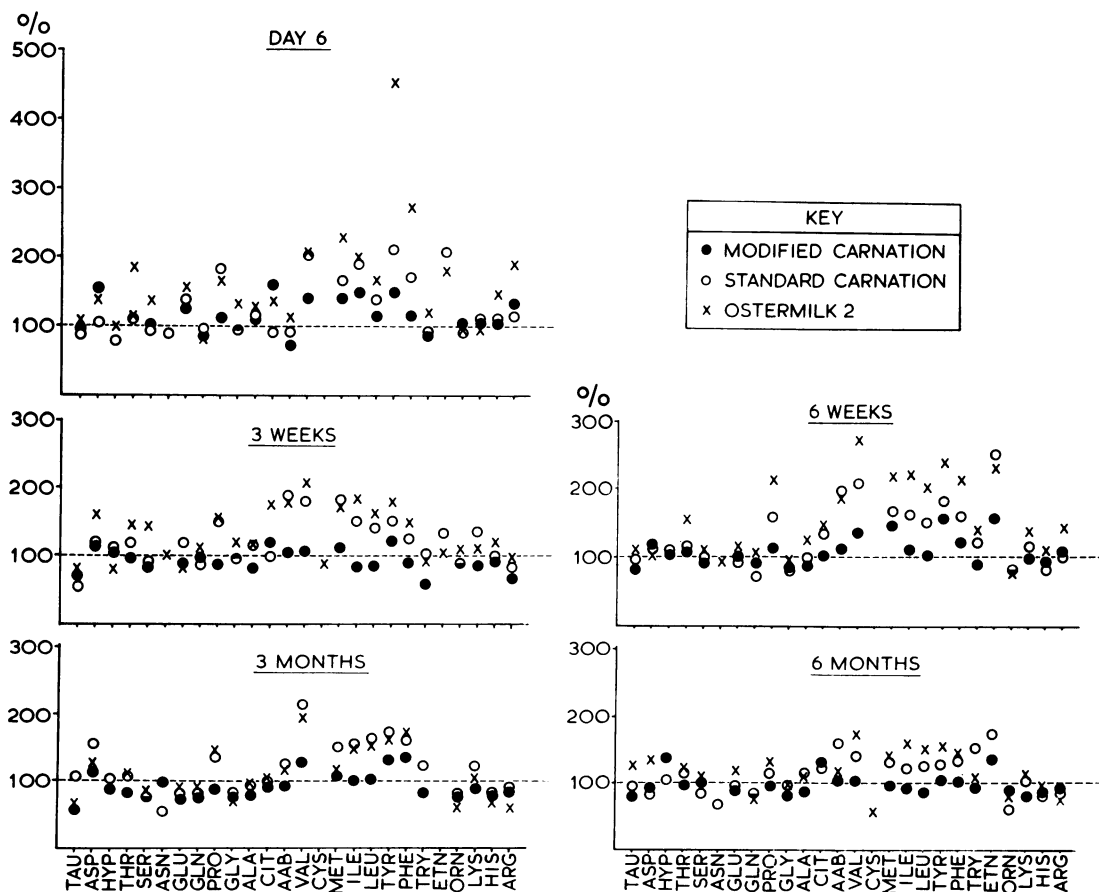 %
DAY 6
500
400
300
200
100
KEY
● MODIFIED CARNATION
○ STANDARD CARNATION
x OSTERMILK 2
3 WEEKS
300
200
100
%
6 WEEKS
300
200
100
3 MONTHS
300
200
100
TAU ASP HYP THR SER ASN GLU GLN PRO GLY ALA CIT AAB VAL CYS MET ILE LEU TYR PHE TRY ETN ORN LYS HIS ARG
6 MONTHS
300
200
100
TAU ASP HYP THR SER ASN GLU GLN PRO GLY ALA CIT AAB VAL CYS MET ILE LEU TYR PHE TRY ETN ORN LYS HIS ARG